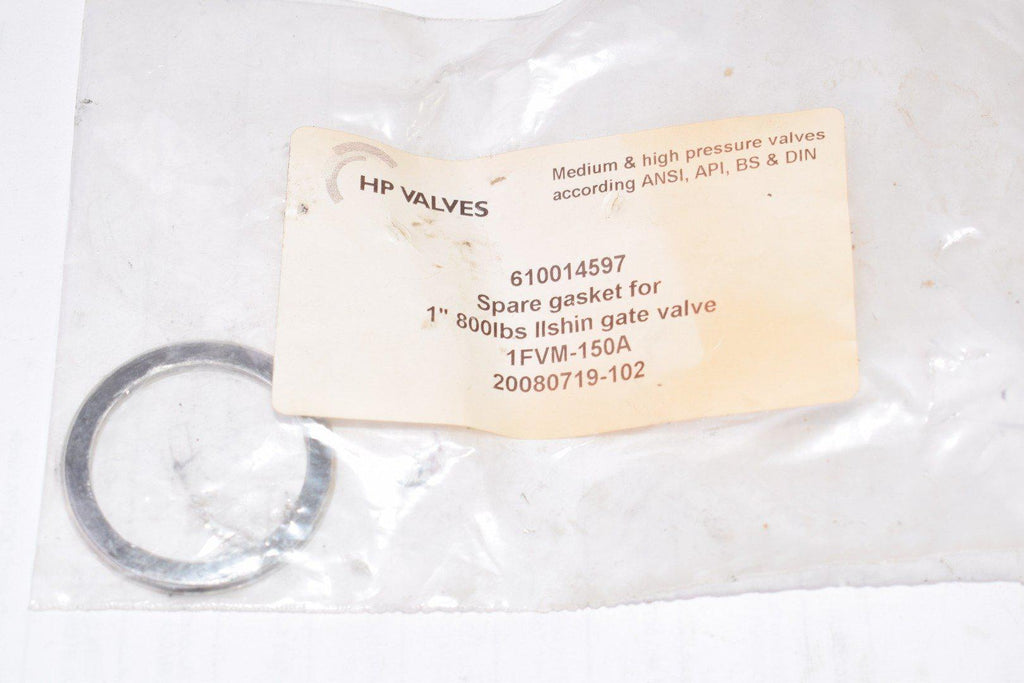 HP VALVES
Medium & high pressure valves
according ANSI, API, BS & DIN
610014597
Spare gasket for
1" 800lbs Ilshin gate valve
1FVM-150A
20080719-102